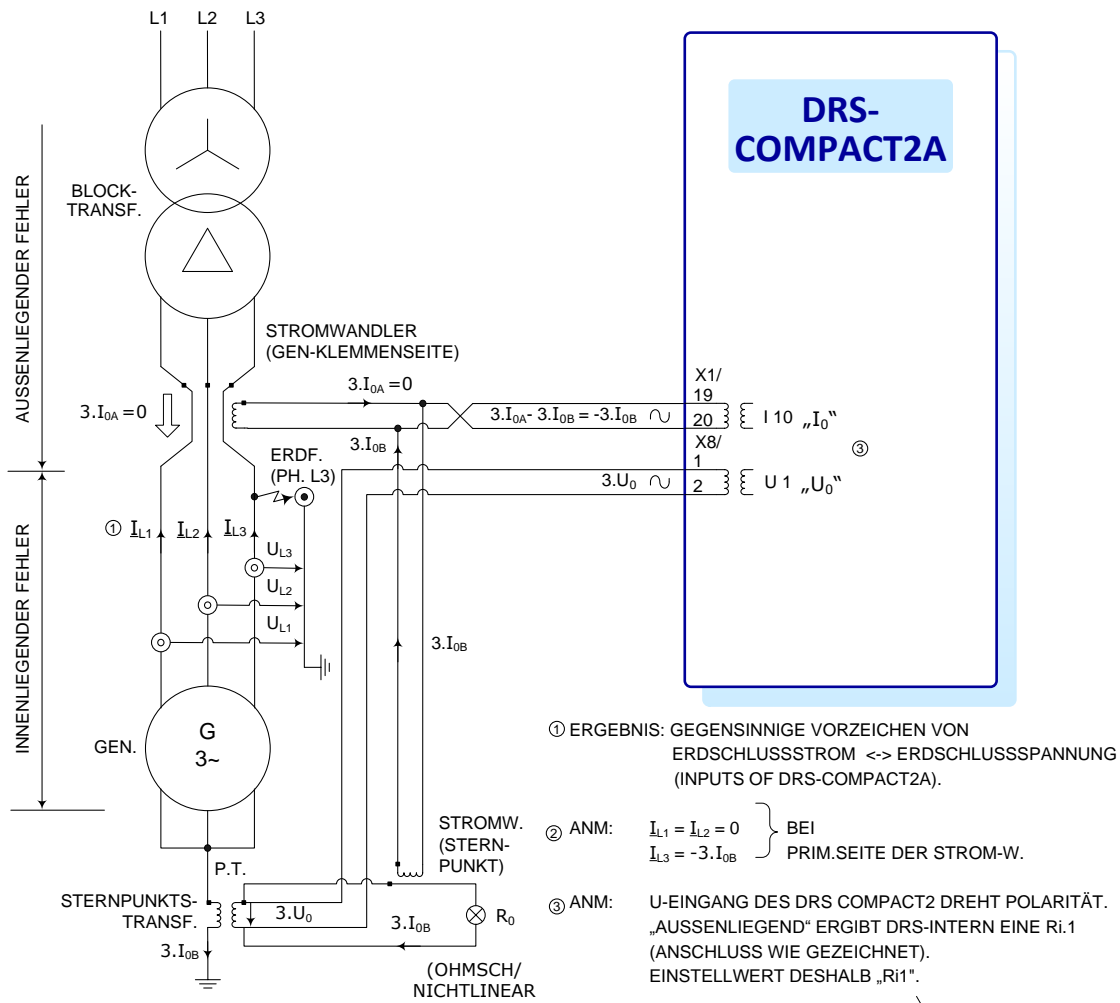 L1 L2 L3
DRS-
COMPACT2A
AUSSENLIEGENDER FEHLER
BLOCK-
TRANSF.
STROMWANDLER
(GEN-KLEMMENSEITE)
3.I0A =0
3.I0A =0
X1/
19
20
3.I0A- 3.I0B = -3.I0B
I 10 „I0“
X8/
1
2
3.I0B
3.U0
U 1 „U0“
③
ERDF.
(PH. L3)
① IL1 IL2 IL3
UL3
UL2
UL1
3.I0B
INNENLIEGENDER FEHLER
GEN.
G
3~
① ERGEBNIS: GEGENSINNIGE VORZEICHEN VON
ERDSCHLUSSSTROM <-> ERDSCHLUSSSPANNUNG
(INPUTS OF DRS-COMPACT2A).
② ANM: IL1 = IL2 = 0 BEI
IL3 = -3.I0B PRIM.SEITE DER STROM-W.
③ ANM: U-EINGANG DES DRS COMPACT2 DREHT POLARITÄT.
„AUSSENLIEGEND“ ERGIBT DRS-INTERN EINE Ri.1
(ANSCHLUSS WIE GEZEICHNET).
EINSTELLWERT DESHALB „Ri1".
STROMW.
(STERN-
PUNKT)
P.T.
STERNPUNKTS-
TRANSF.
3.U0
3.I0B
R0
3.I0B
(OHMSCH/
NICHTLINEAR